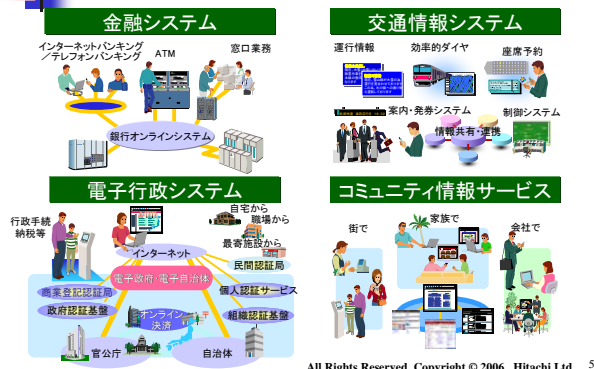 金融システム
インターネットバンキング
／テレフォンバンキング
ATM
窓口業務
銀行オンラインシステム
交通情報システム
運行情報
効率的ダイヤ
座席予約
案内・発券システム
制御システム
情報共有・連携
電子行政システム
行政手続
納税等
自宅から
職場から
最寄施設から
インターネット
民間認証局
電子政府・電子自治体
商業登記認証局
個人認証サービス
政府認証基盤
オンライン
決済
組織認証基盤
官公庁
自治体
コミュニティ情報サービス
街で
家族で
会社で
All Rights Reserved, Copyright © 2006, Hitachi Ltd
5